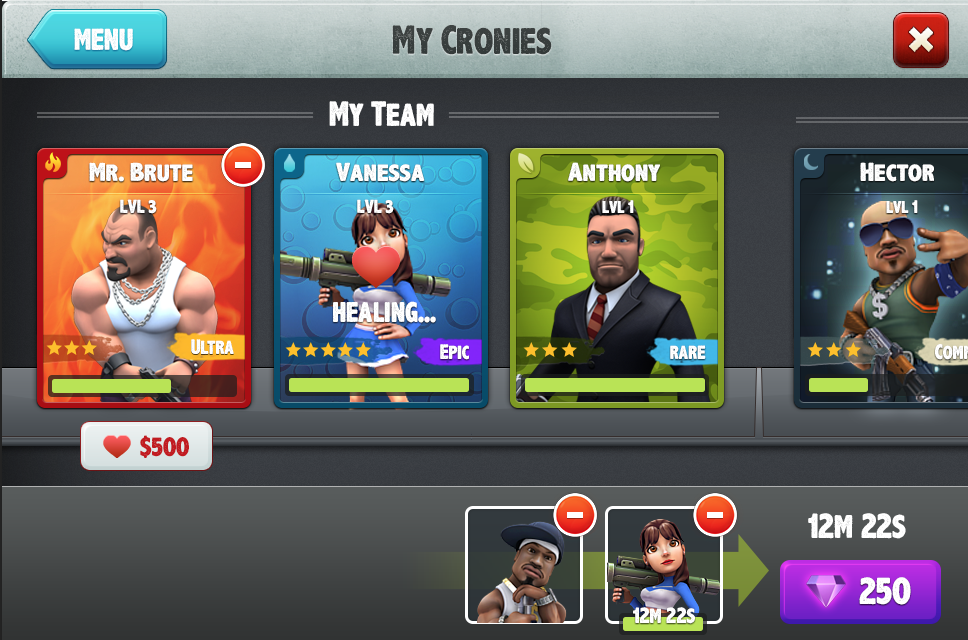 MENU
MY CRONIES
MY TEAM
MR. BRUTE
LVL 3
ULTRA
VANESSA
LVL 3
HEALING...
EPIC
ANTHONY
LVL 1
RARE
HECTOR
LVL 1
COMM
$
$500
12M 22S
12M 22S
250